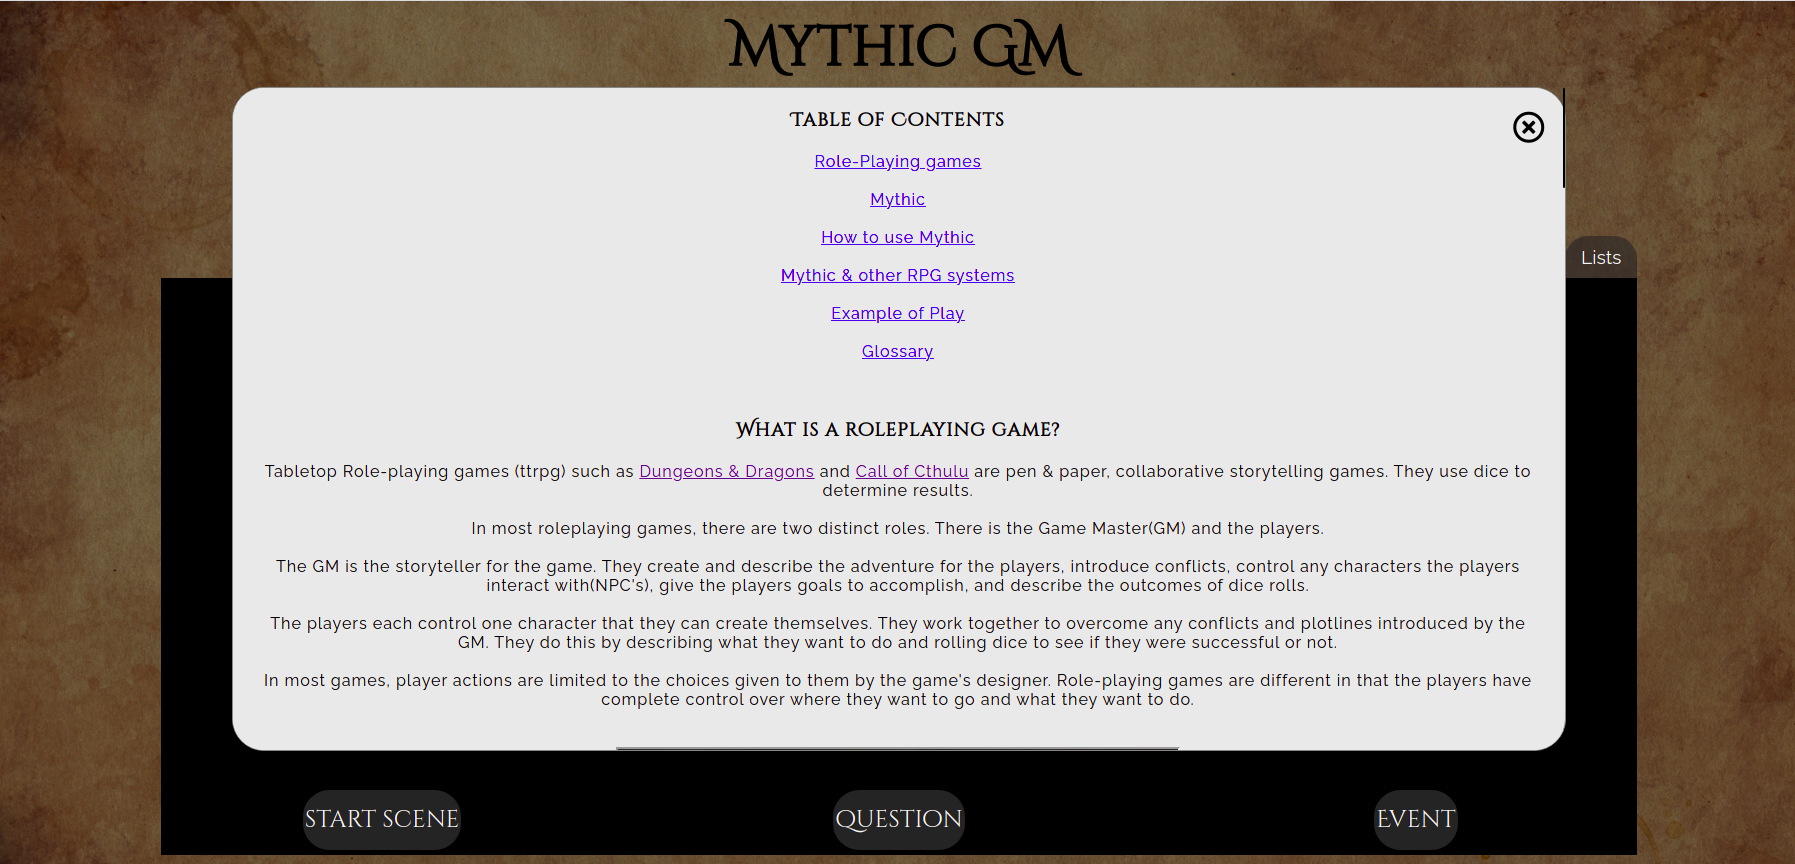 Mythic GM
Table of Contents
Role-Playing games
Mythic
How to use Mythic
Mythic & other RPG systems
Lists
Example of Play
Glossary
What is a roleplaying game?
Tabletop Role-playing games (ttrpg) such as Dungeons & Dragons and Call of Cthulu are pen & paper, collaborative storytelling games. They use dice to
determine results.
In most roleplaying games, there are two distinct roles. There is the Game Master(GM) and the players.
The GM is the storyteller for the game. They create and describe the adventure for the players, introduce conflicts, control any characters the players
interact with(NPC's), give the players goals to accomplish, and describe the outcomes of dice rolls.
The players each control one character that they can create themselves. They work together to overcome any conflicts and plotlines introduced by the
GM. They do this by describing what they want to do and rolling dice to see if they were successful or not.
In most games, player actions are limited to the choices given to them by the game's designer. Role-playing games are different in that the players have
complete control over where they want to go and what they want to do.
START SCENE
QUESTION
EVENT